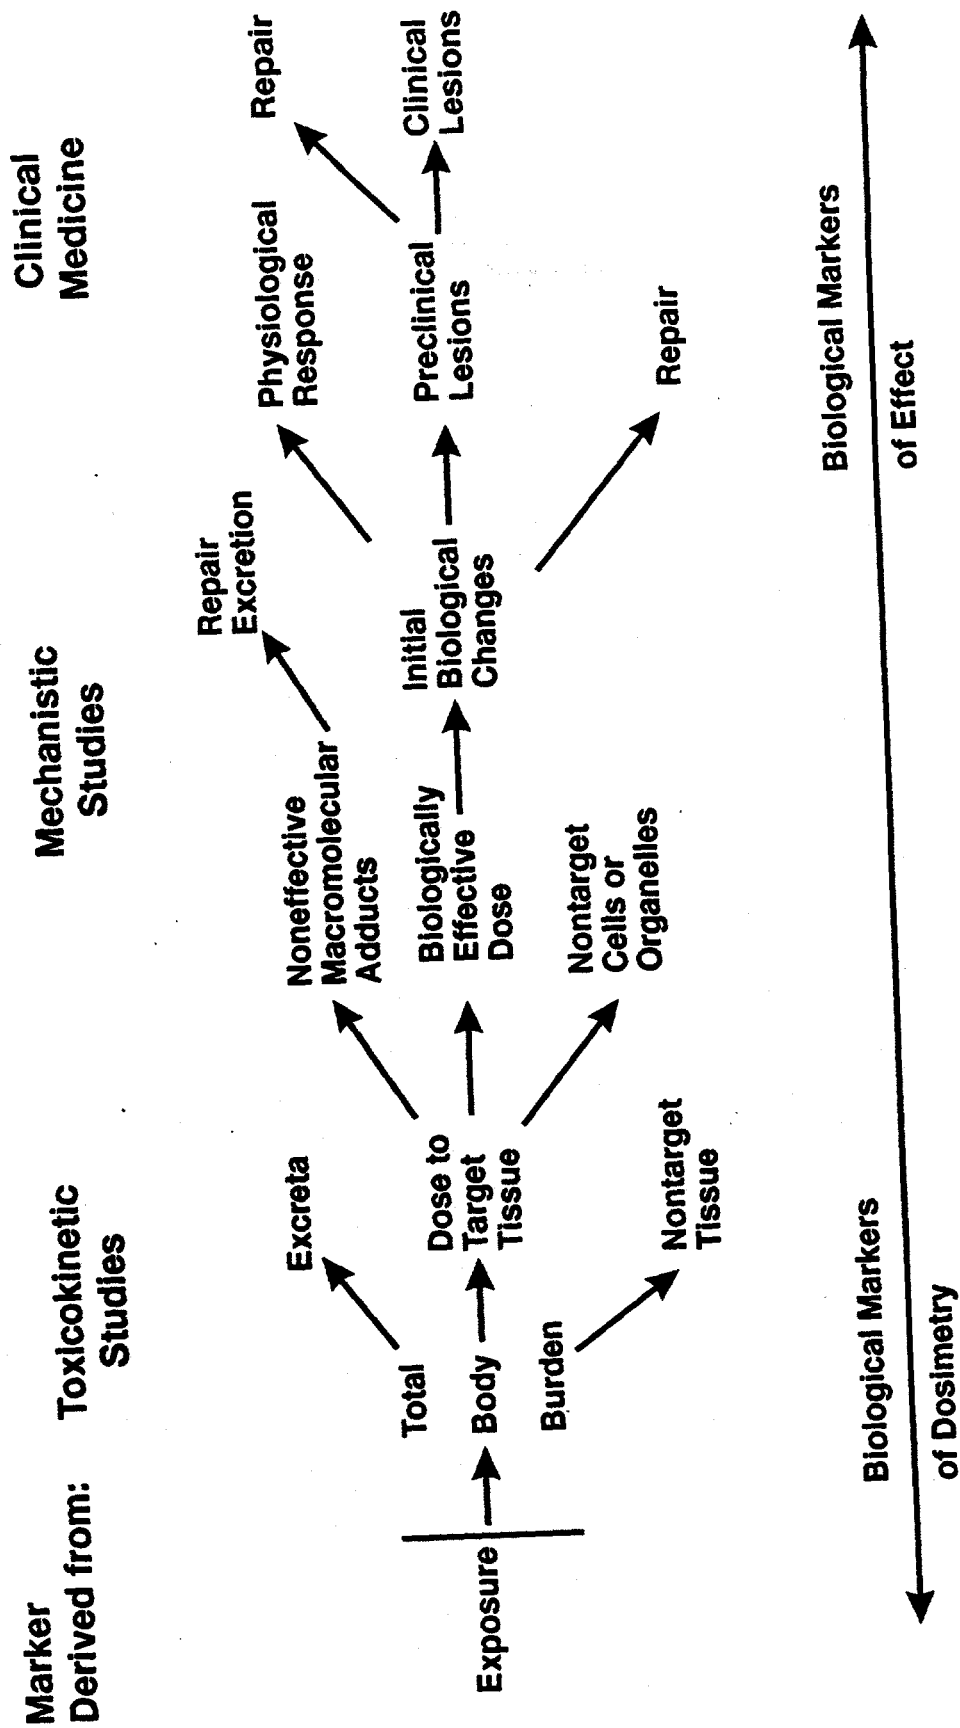 Marker
Derived from:
Toxicokinetic
Studies
Mechanistic
Studies
Clinical
Medicine
Exposure
Total
Body
Burden
Excreta
Dose to
Target
Tissue
Nontarget
Tissue
Noneffective
Macromolecular
Adducts
Biologically
Effective
Dose
Nontarget
Cells or
Organelles
Repair
Excretion
Initial
Biological
Changes
Physiological
Response
Preclinical
Lesions
Repair
Repair
Clinical
Lesions
Biological Markers
of Dosimetry
Biological Markers
of Effect